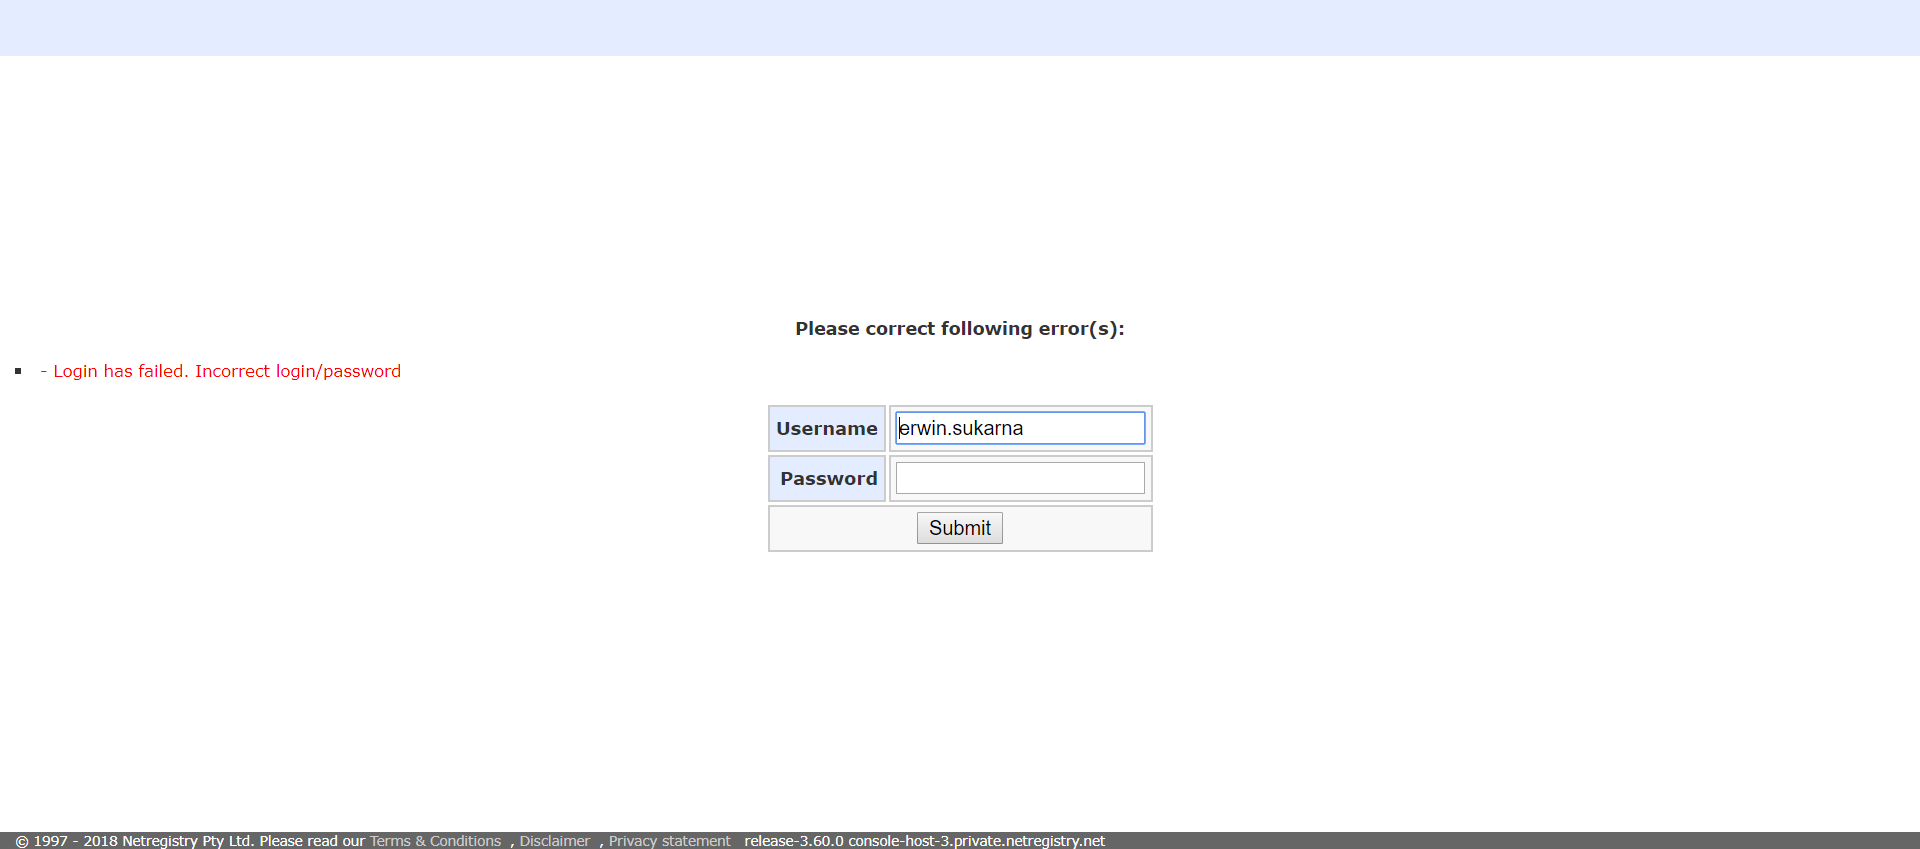 Please correct following error(s):
- Login has failed. Incorrect login/password
Username erwin.sukarna
Password
Submit
© 1997 - 2018 Netregistry Pty Ltd. Please read our Terms & Conditions , Disclaimer , Privacy statement release-3.60.0 console-host-3.private.netregistry.net